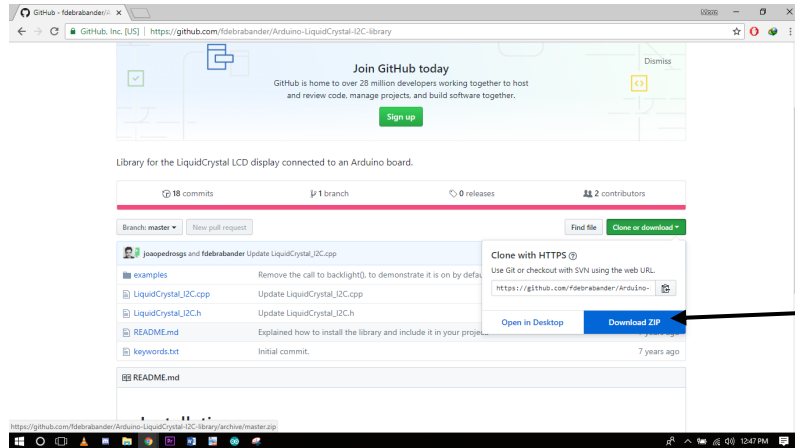 GitHub - fdebrabander/A
Mono
GitHub, Inc. [US] | https://github.com/fdebrabander/Arduino-LiquidCrystal-I2C-library
Join GitHub today
Dismiss
GitHub is home to over 28 million developers working together to host
and review code, manage projects, and build software together.
Sign up
Library for the LiquidCrystal LCD display connected to an Arduino board.
18 commits
1 branch
0 releases
2 contributors
Branch: master
New pull request
Find file
Clone or download
joaopedrosgs and fdebrabander Update LiquidCrystal_I2C.cpp
Clone with HTTPS
Use Git or checkout with SVN using the web URL.
https://github.com/fdebrabander/Arduino-
Open in Desktop
Download ZIP
examples
Remove the call to backlight(), to demonstrate it is on by defau
LiquidCrystal_I2C.cpp
Update LiquidCrystal_I2C.cpp
LiquidCrystal_I2C.h
Update LiquidCrystal_I2C.h
README.md
Explained how to install the library and include it in your projec
7 years ago
keywords.txt
Initial commit.
7 years ago
README.md
https://github.com/fdebrabander/Arduino-LiquidCrystal-I2C-library/archive/master.zip
12:47 PM